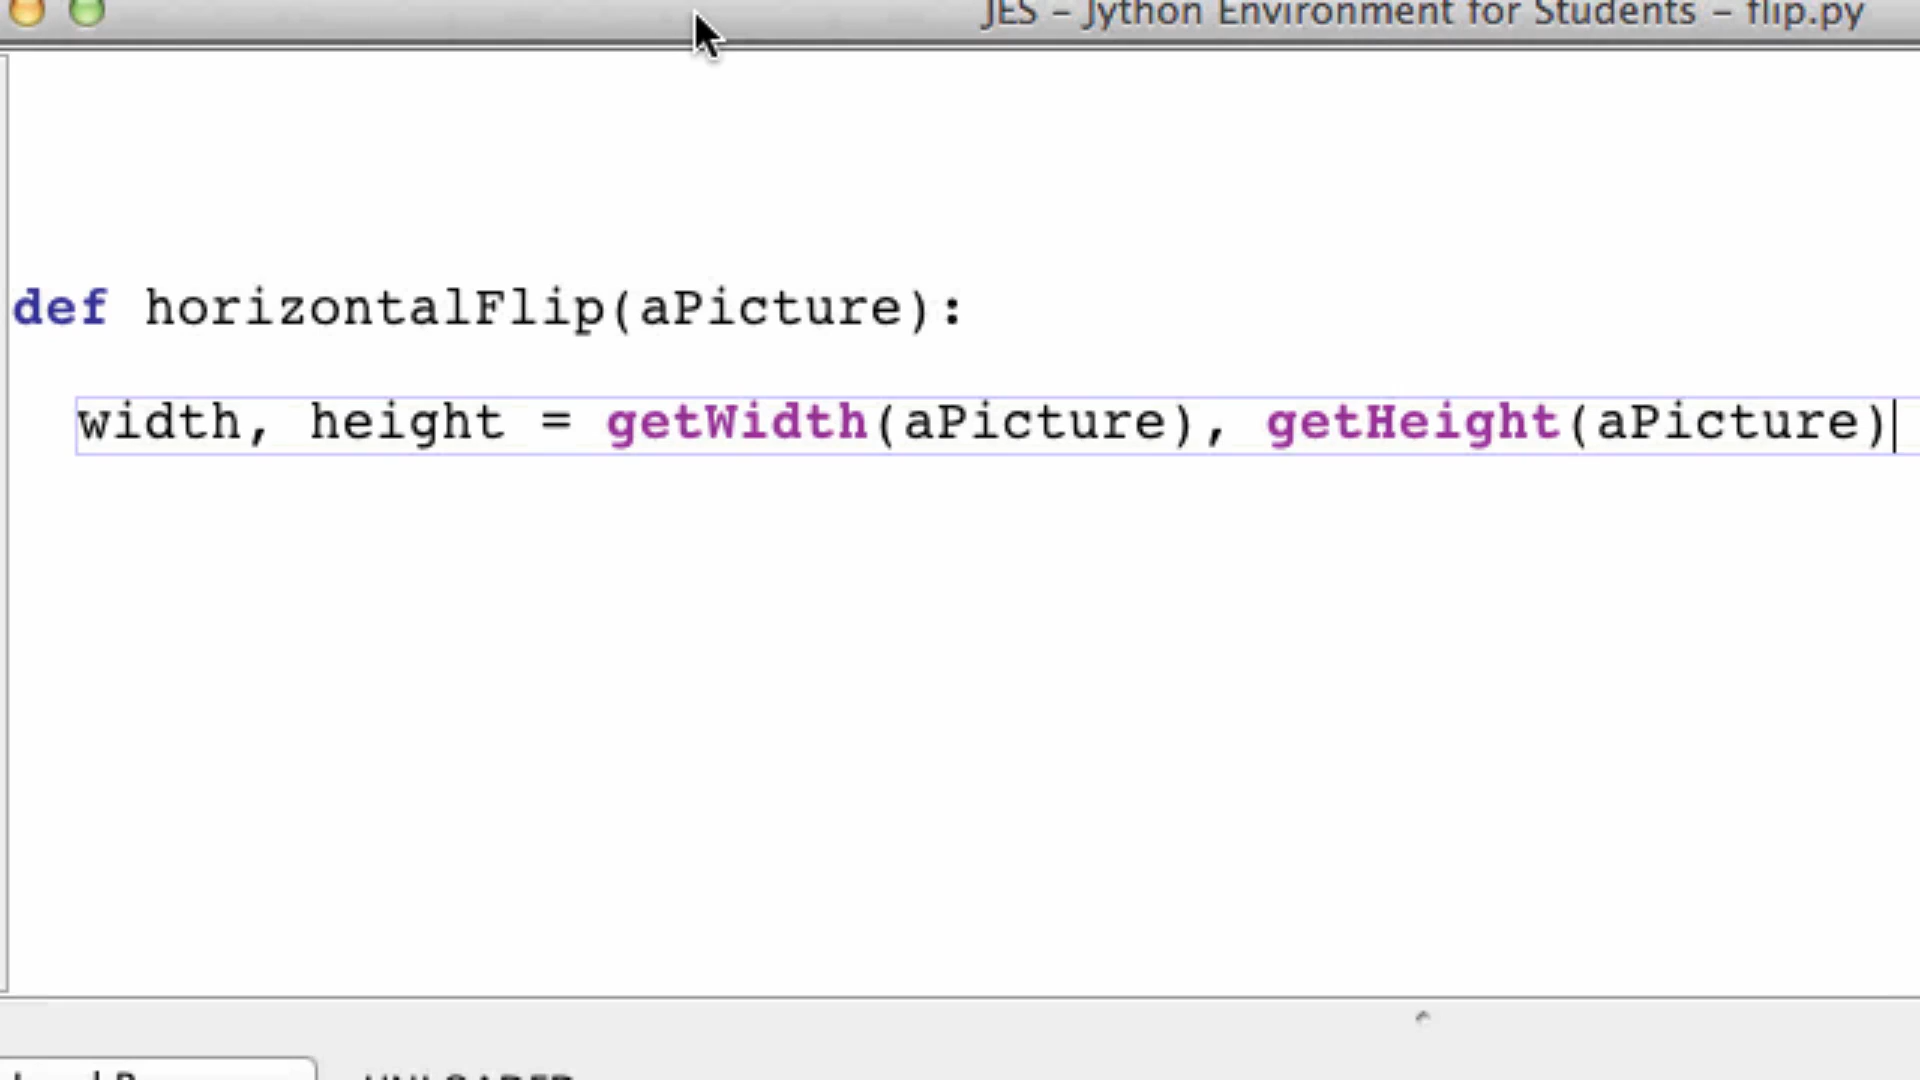 JES – Jython Environment for Students – flip.py
def horizontalFlip(aPicture):
width, height = getWidth(aPicture), getHeight(aPicture)